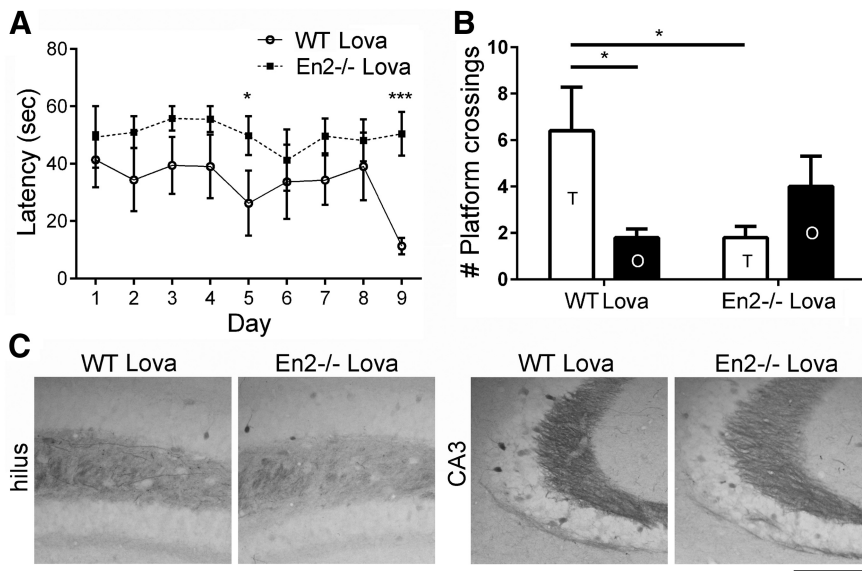 A
WT Lova
En2-/- Lova
80
60
40
20
0
Latency (sec)
*
***
1 2 3 4 5 6 7 8 9
Day
B
10
8
6
4
2
0
# Platform crossings
*
*
T
O
T
O
WT Lova
En2-/- Lova
C
WT Lova
En2-/- Lova
WT Lova
En2-/- Lova
hilus
CA3